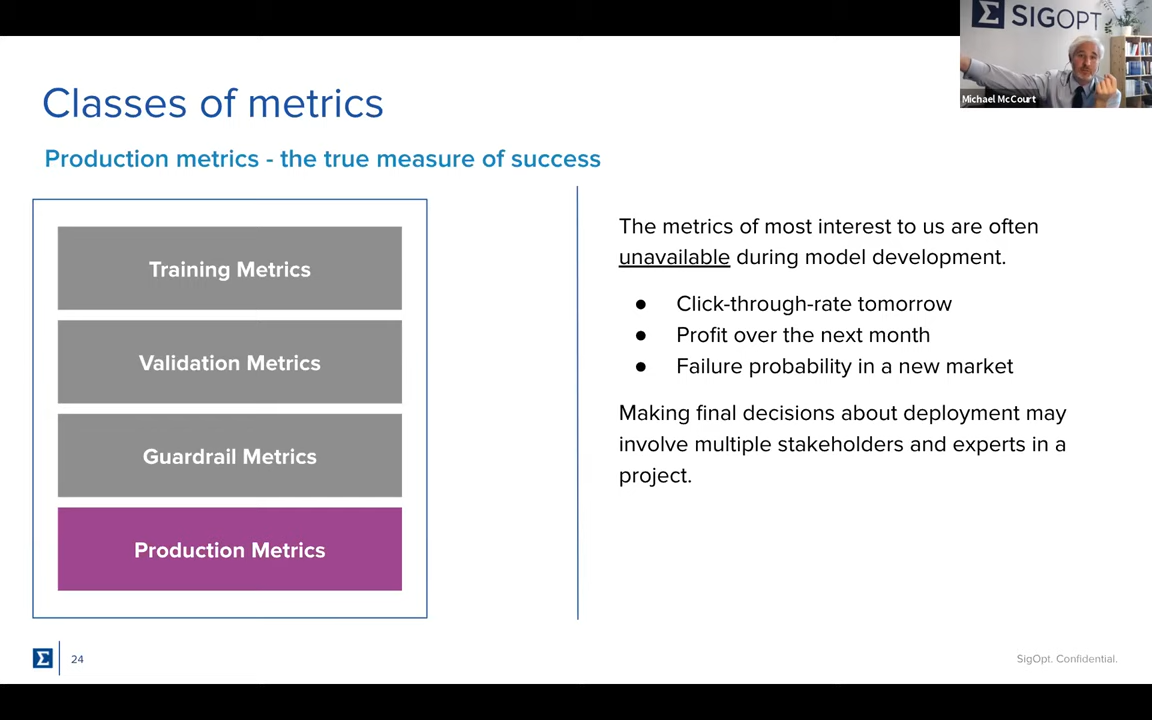 Classes of metrics
Production metrics - the true measure of success
Training Metrics
Validation Metrics
Guardrail Metrics
Production Metrics
The metrics of most interest to us are often
unavailable during model development.
● Click-through-rate tomorrow
● Profit over the next month
● Failure probability in a new market
Making final decisions about deployment may
involve multiple stakeholders and experts in a
project.
Σ SIGOPT
Michael McCourt
Σ 24
SigOpt. Confidential.